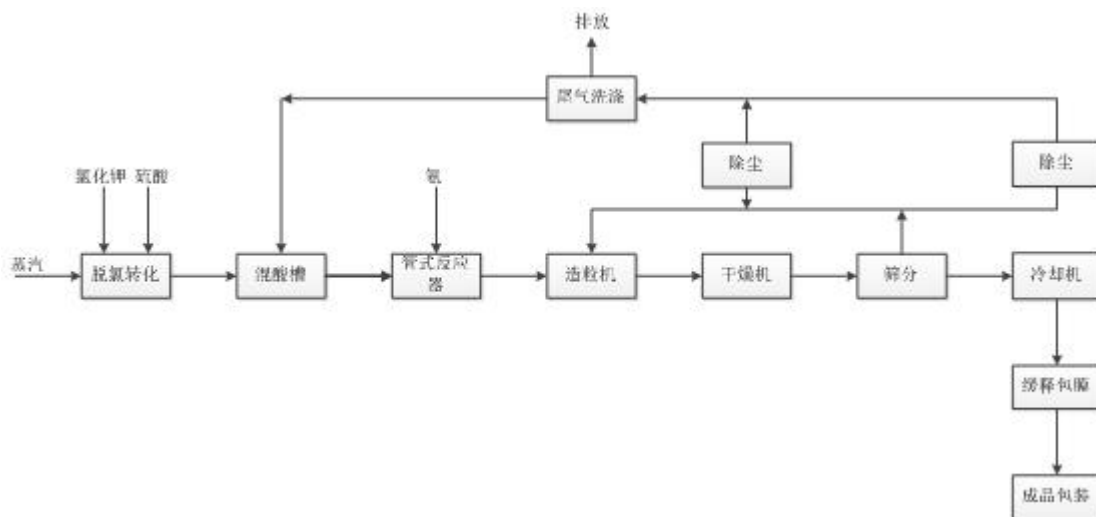 排放
尾气洗涤
除尘
除尘
氯化钾 硫酸
氨
蒸汽
脱氯转化
混酸槽
管式反应
器
造粒机
干燥机
筛分
冷却机
缓释包膜
成品包装